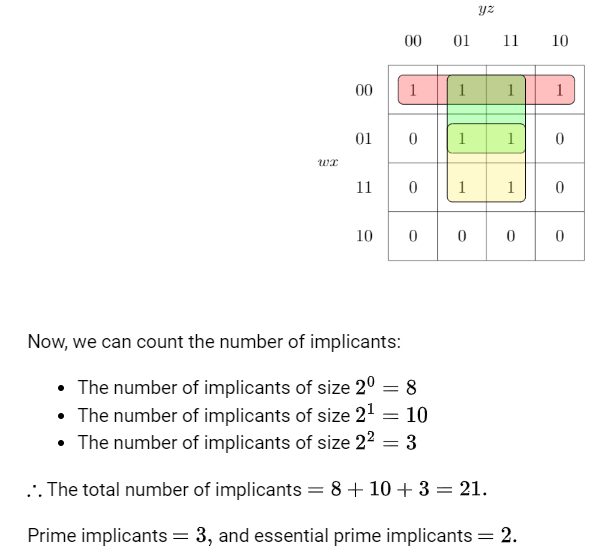 yz
00 01 11 10
00 1 1 1 1
01 0 1 1 0
wx
11 0 1 1 0
10 0 0 0 0
Now, we can count the number of implicants:
• The number of implicants of size 2⁰ = 8
• The number of implicants of size 2¹ = 10
• The number of implicants of size 2² = 3
∴ The total number of implicants = 8 + 10 + 3 = 21.
Prime implicants = 3, and essential prime implicants = 2.